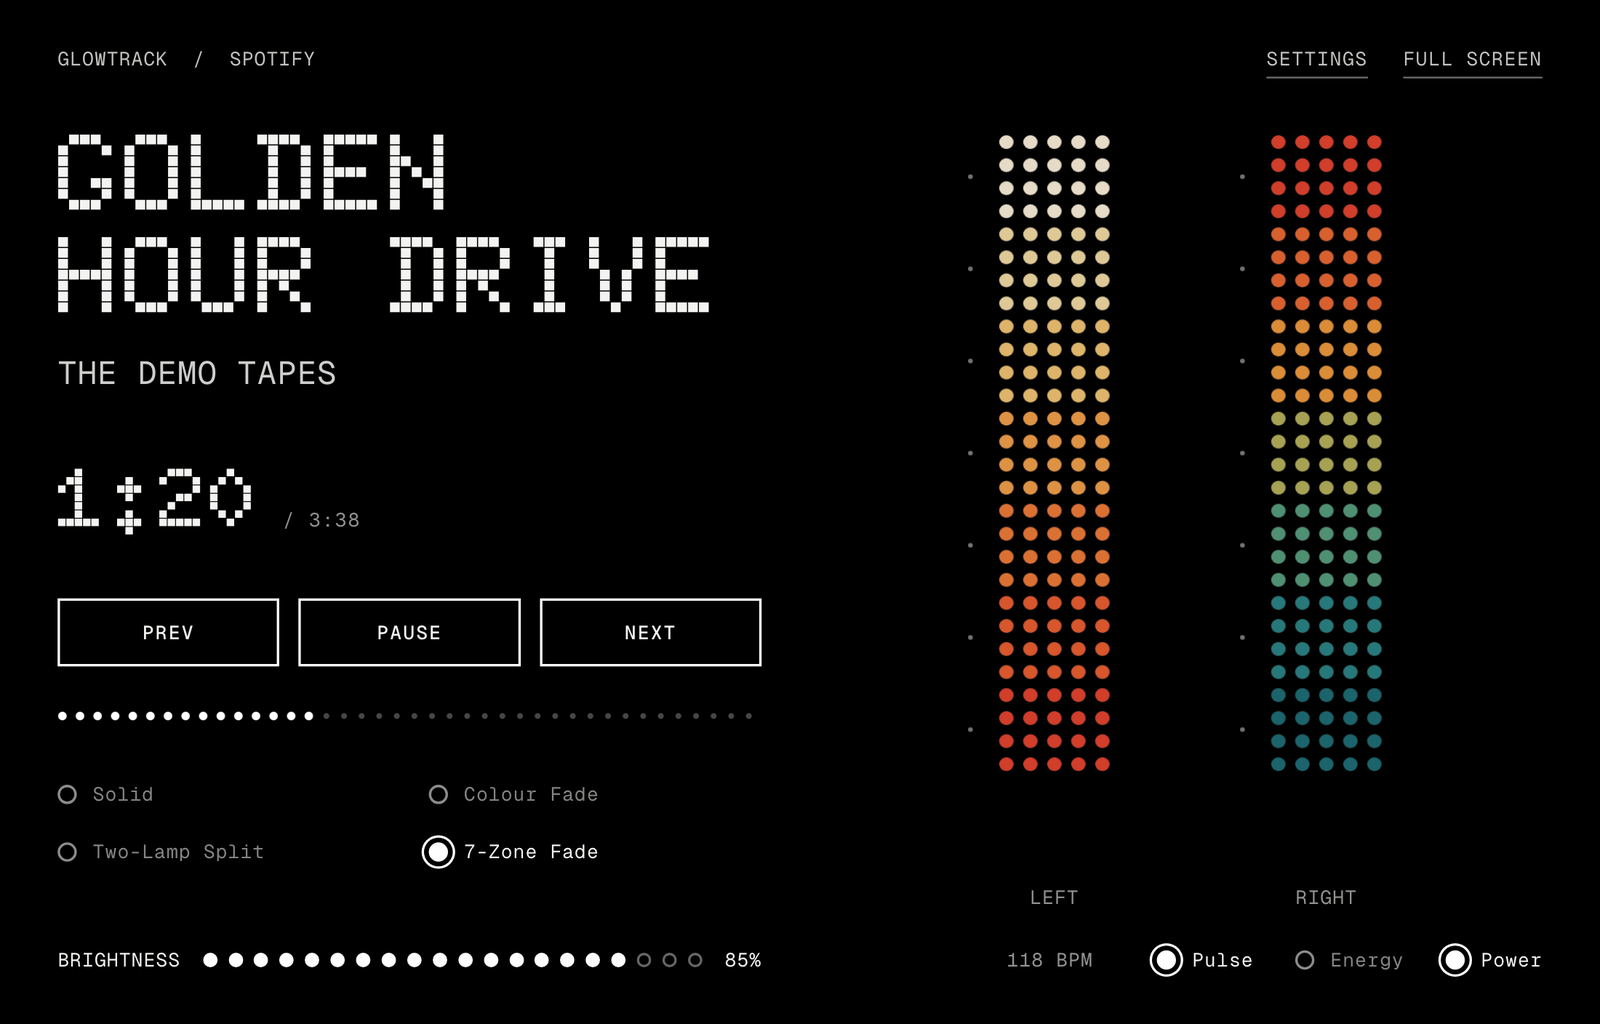 GLOWTRACK / SPOTIFY
SETTINGS FULL SCREEN
GOLDEN
HOUR DRIVE
THE DEMO TAPES
1:20 / 3:38
PREV PAUSE NEXT
Solid Colour Fade
Two-Lamp Split 7-Zone Fade
LEFT RIGHT
BRIGHTNESS 85%
118 BPM Pulse Energy Power